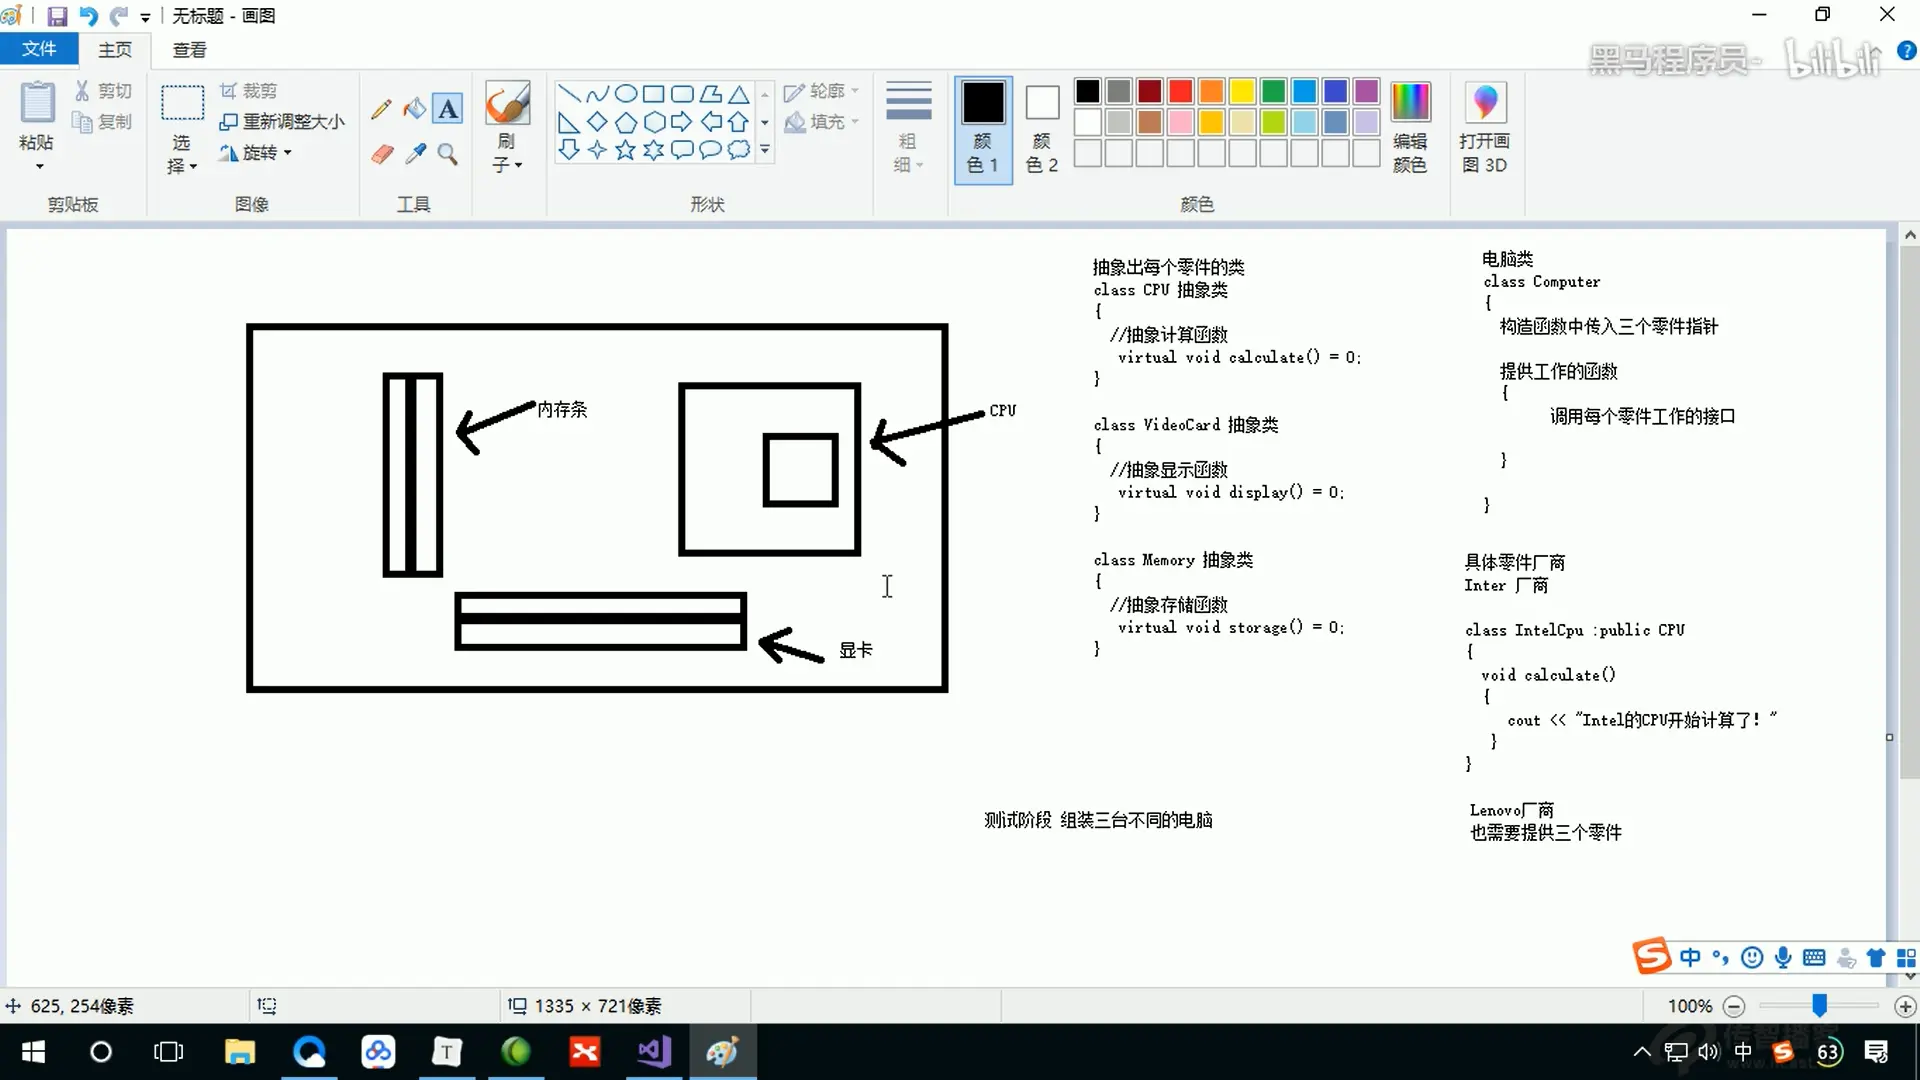 无标题 - 画图
文件
主页
查看
黑马程序员-
bilibili
粘贴
剪切
复制
剪贴板
选择
裁剪
重新调整大小
旋转
图像
A
工具
刷子
轮廓
填充
形状
粗细
颜色 1
颜色 2
编辑颜色
颜色
打开画图 3D
内存条
CPU
显卡
抽象出每个零件的类
class CPU 抽象类
{
//抽象计算函数
virtual void calculate() = 0;
}
class VideoCard 抽象类
{
//抽象显示函数
virtual void display() = 0;
}
class Memory 抽象类
{
//抽象存储函数
virtual void storage() = 0;
}
电脑类
class Computer
{
构造函数中传入三个零件指针
提供工作的函数
{
调用每个零件工作的接口
}
}
具体零件厂商
Inter 厂商
class IntelCpu :public CPU
{
void calculate()
{
cout << "Intel的CPU开始计算了！"
}
}
Lenovo厂商
也需要提供三个零件
测试阶段 组装三台不同的电脑
S 中
625, 254像素
1335 × 721像素
100%
T
中
S
63